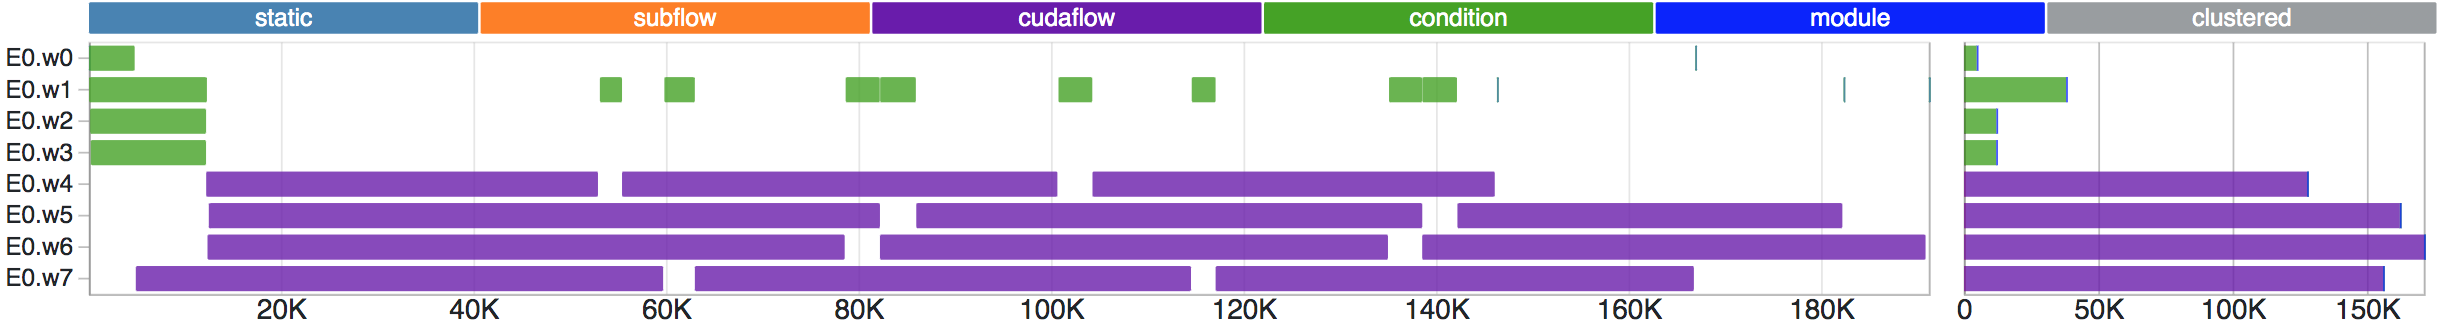 static subflow cudaflow condition module clustered
E0.w0
E0.w1
E0.w2
E0.w3
E0.w4
E0.w5
E0.w6
E0.w7
20K 40K 60K 80K 100K 120K 140K 160K 180K 0 50K 100K 150K